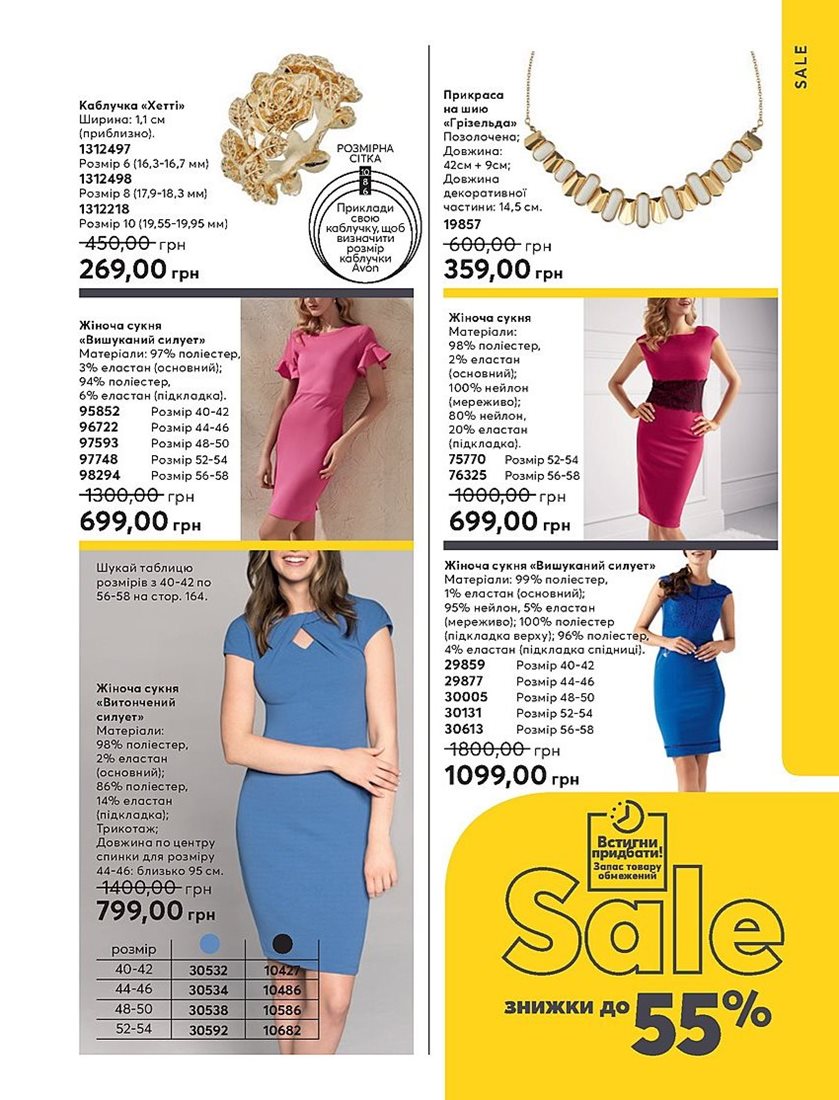 SALE
Каблучка «Хетті»
Ширина: 1,1 см
(приблизно).
1312497
Розмір 6 (16,3-16,7 мм)
1312498
Розмір 8 (17,9-18,3 мм)
1312218
Розмір 10 (19,55-19,95 мм)
450,00 грн
269,00 грн
РОЗМІРНА
СІТКА
10
8
6
Приклади
свою
каблучку, щоб
визначити
розмір
каблучки
Avon
Прикраса
на шию
«Грізельда»
Позолочена;
Довжина:
42см + 9см;
Довжина
декоративної
частини: 14,5 см.
19857
600,00 грн
359,00 грн
Жіноча сукня
«Вишуканий силует»
Матеріали: 97% поліестер,
3% еластан (основний);
94% поліестер,
6% еластан (підкладка).
95852 Розмір 40-42
96722 Розмір 44-46
97593 Розмір 48-50
97748 Розмір 52-54
98294 Розмір 56-58
1300,00 грн
699,00 грн
Жіноча сукня
Матеріали:
98% поліестер,
2% еластан
(основний);
100% нейлон
(мереживо);
80% нейлон,
20% еластан
(підкладка).
75770 Розмір 52-54
76325 Розмір 56-58
1000,00 грн
699,00 грн
Шукай таблицю
розмірів з 40-42 по
56-58 на стор. 164.
Жіноча сукня
«Витончений
силует»
Матеріали:
98% поліестер,
2% еластан
(основний);
86% поліестер,
14% еластан
(підкладка);
Трикотаж;
Довжина по центру
спинки для розміру
44-46: близько 95 см.
1400,00 грн
799,00 грн
розмір
40-42 30532 10427
44-46 30534 10486
48-50 30538 10586
52-54 30592 10682
Жіноча сукня «Вишуканий силует»
Матеріали: 99% поліестер,
1% еластан (основний);
95% нейлон, 5% еластан
(мереживо); 100% поліестер
(підкладка верху); 96% поліестер,
4% еластан (підкладка спідниці).
29859 Розмір 40-42
29877 Розмір 44-46
30005 Розмір 48-50
30131 Розмір 52-54
30613 Розмір 56-58
1800,00 грн
1099,00 грн
Встигни
придбати!
Запас товару
обмежений
Sale
знижки до
55%